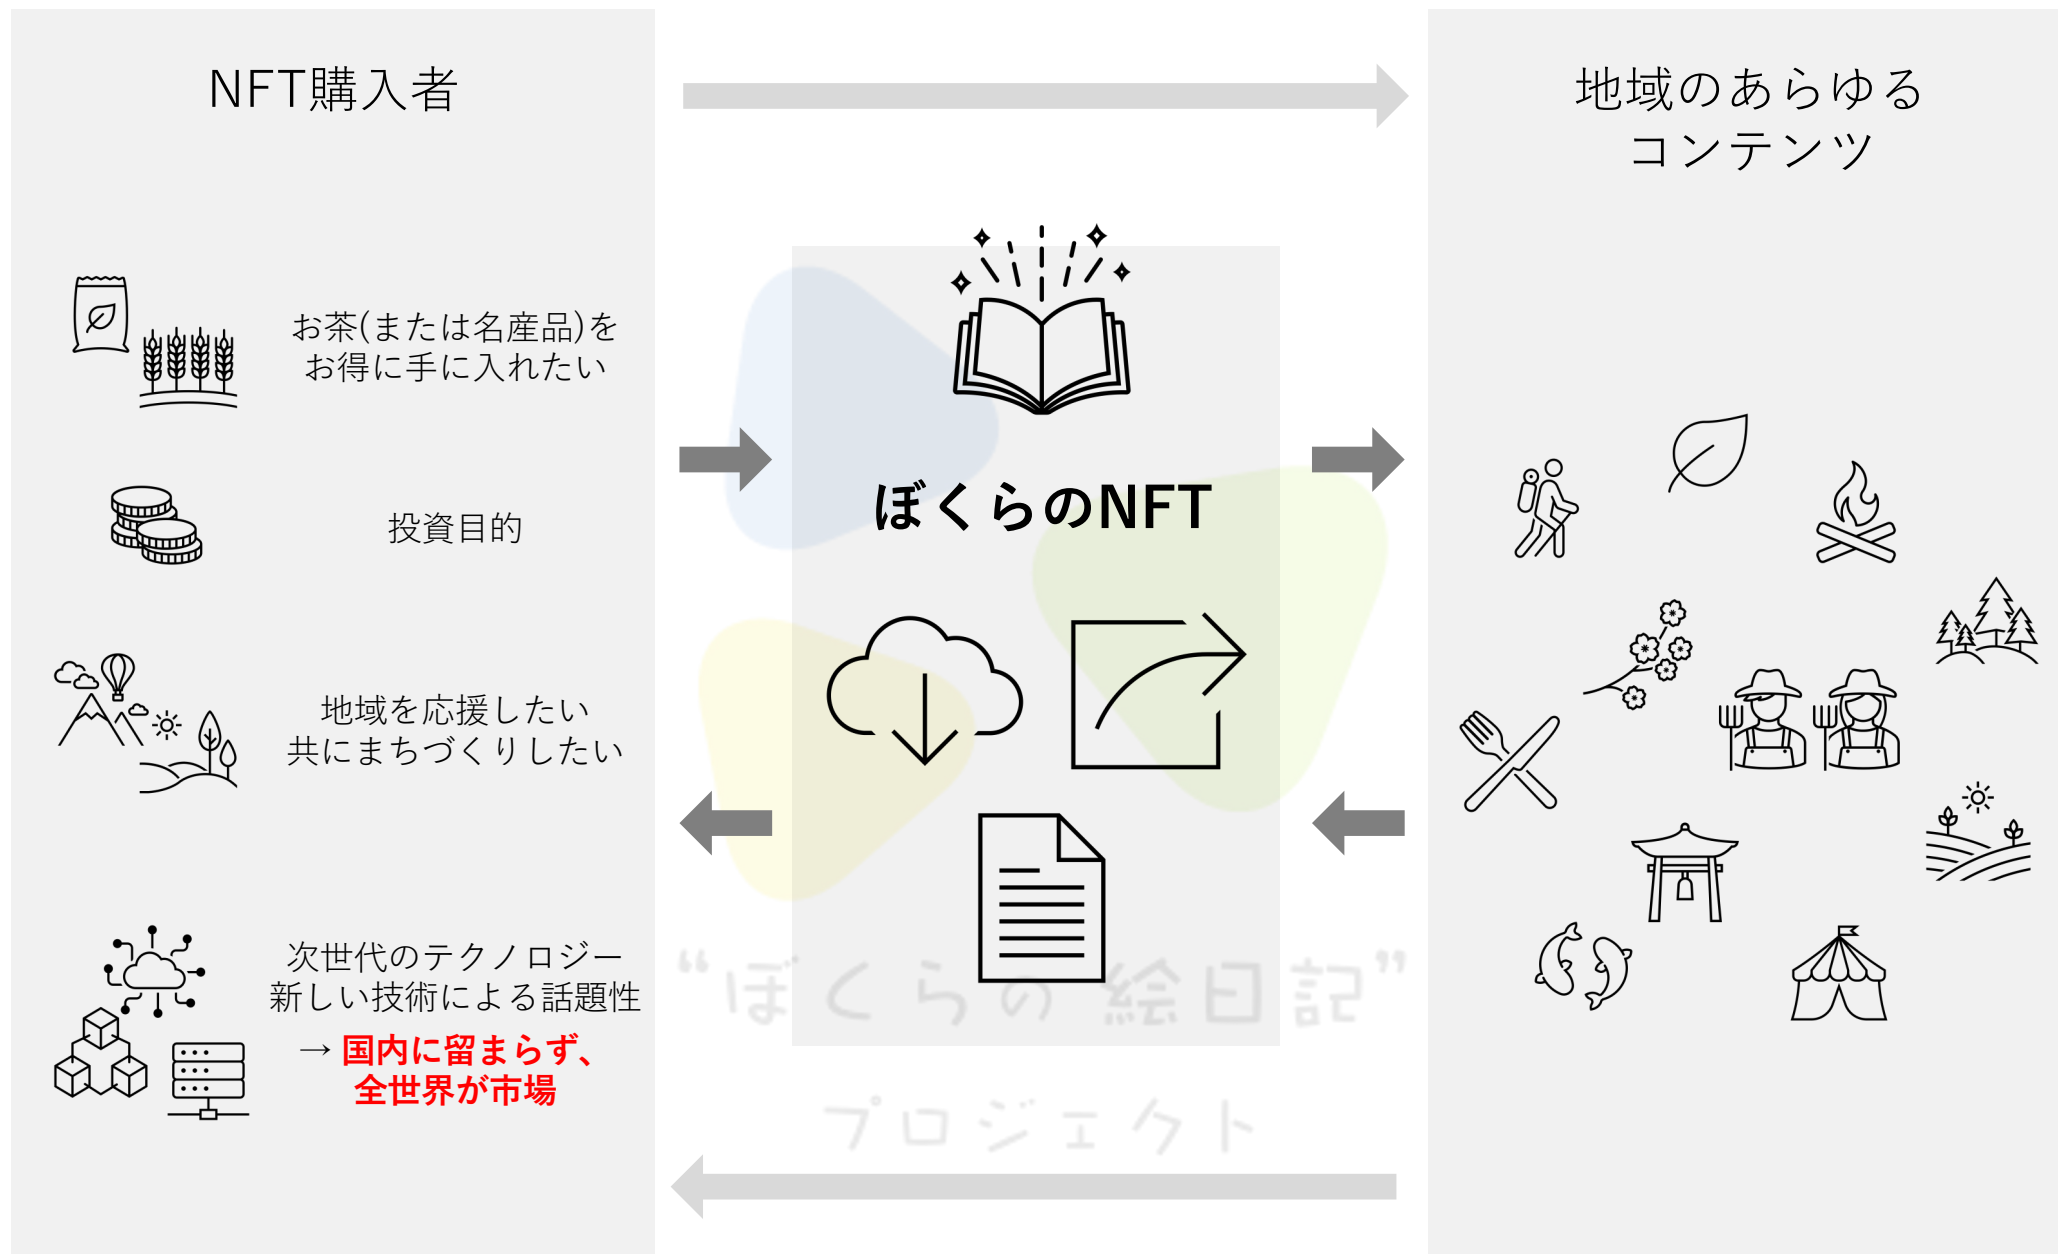 NFT購入者
お茶(または名産品)を
お得に手に入れたい
投資目的
地域を応援したい
共にまちづくりしたい
次世代のテクノロジー
新しい技術による話題性
→ 国内に留まらず、
全世界が市場
ぼくらのNFT
“ぼくらの絵日記”
プロジェクト
地域のあらゆる
コンテンツ